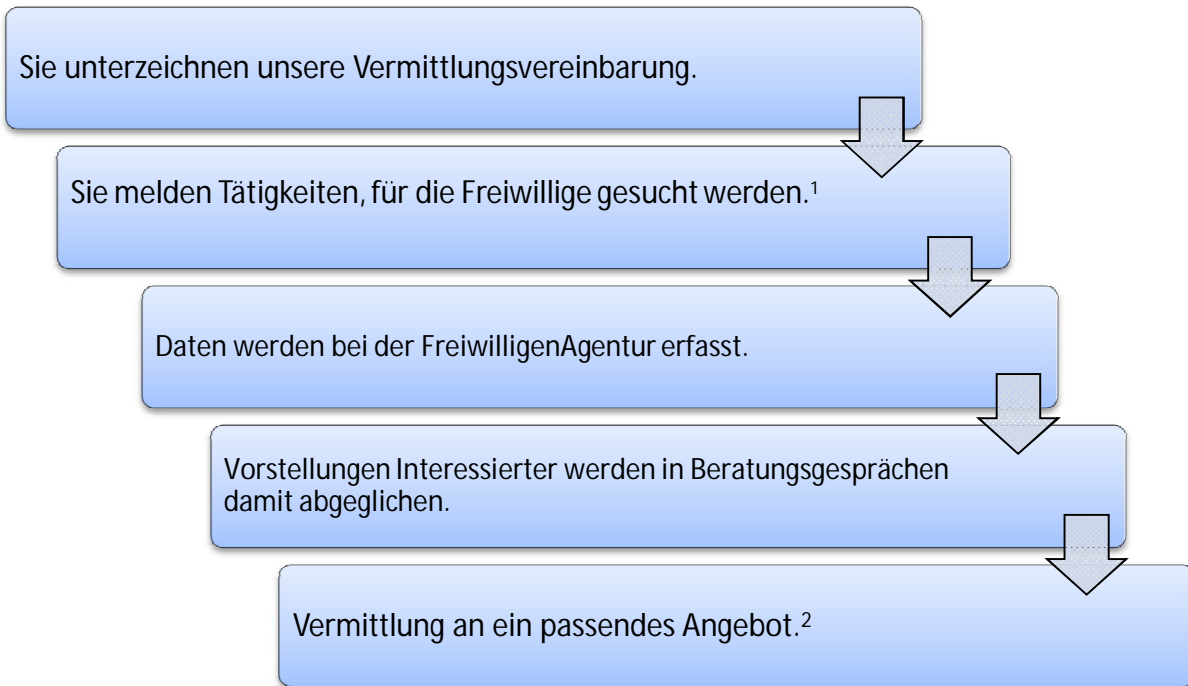 Sie unterzeichnen unsere Vermittlungsvereinbarung.
Sie melden Tätigkeiten, für die Freiwillige gesucht werden.¹
Daten werden bei der FreiwilligenAgentur erfasst.
Vorstellungen Interessierter werden in Beratungsgesprächen
damit abgeglichen.
Vermittlung an ein passendes Angebot.²